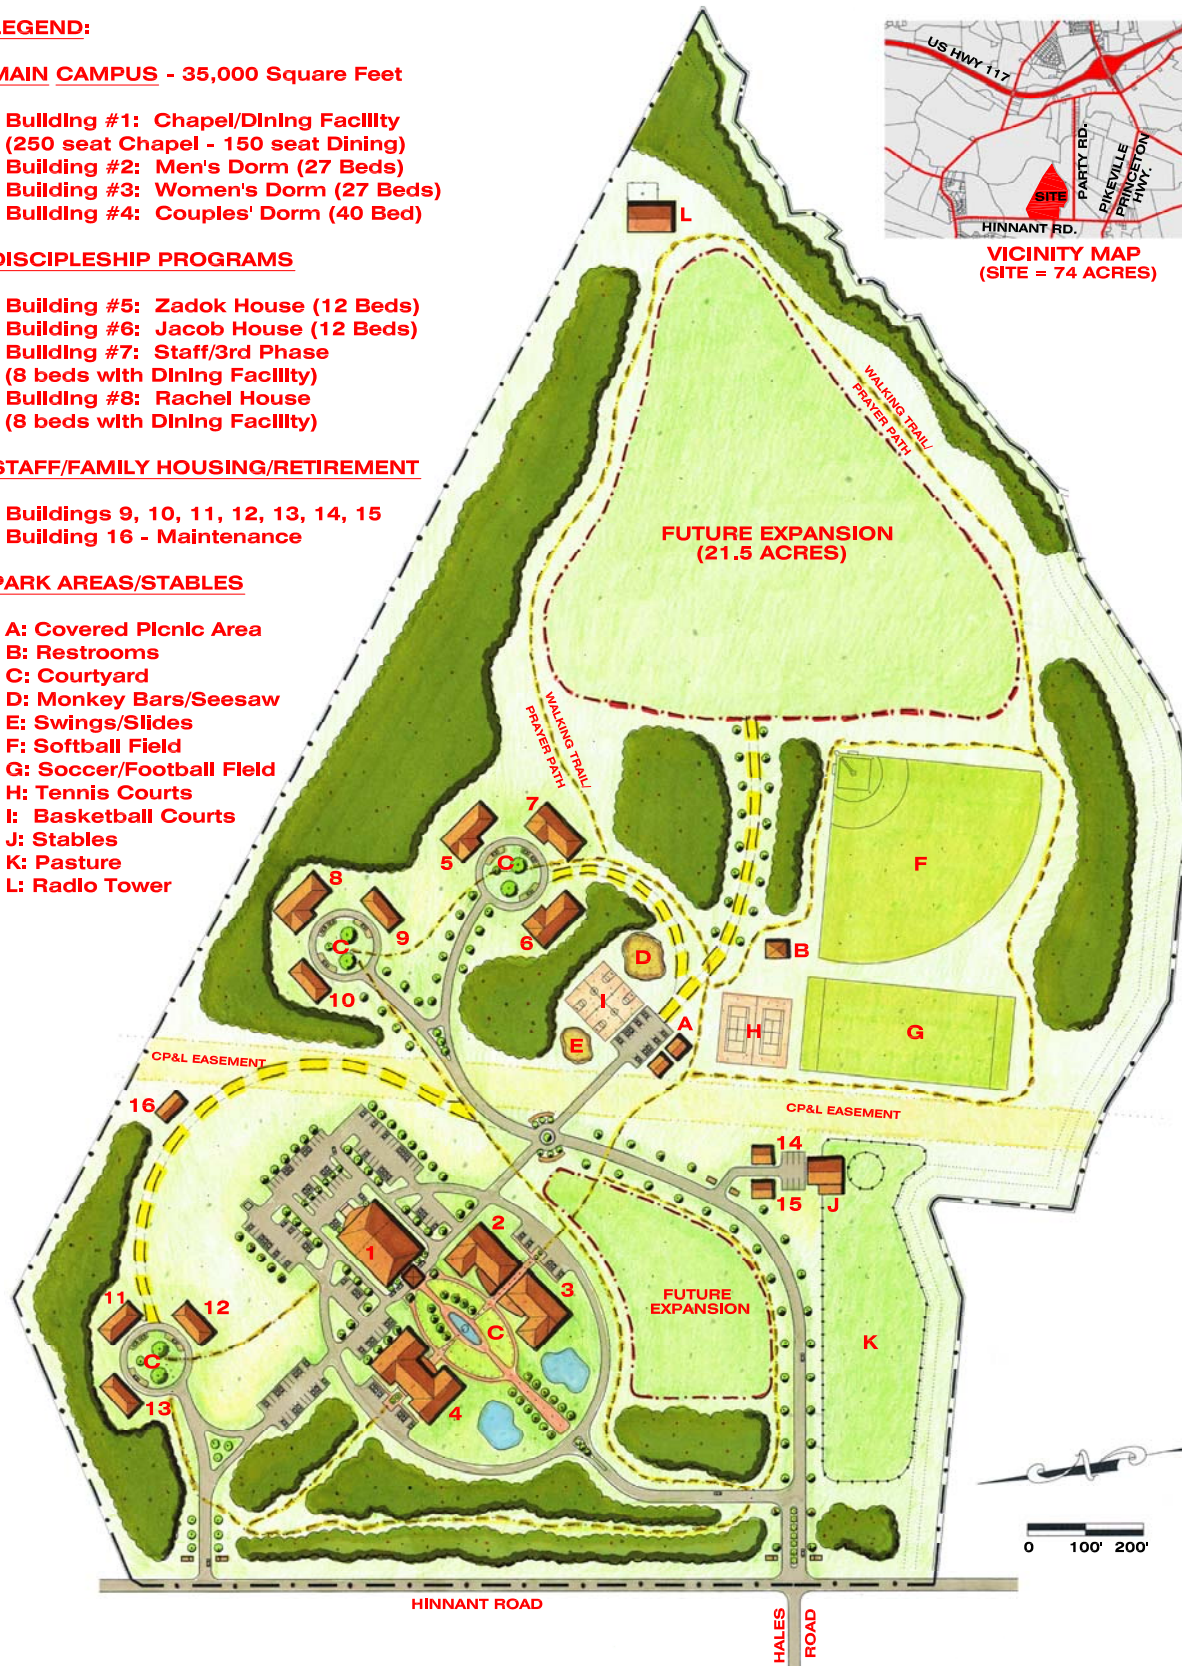 LEGEND:
MAIN CAMPUS - 35,000 Square Feet
Building #1: Chapel/Dining Facility
(250 seat Chapel - 150 seat Dining)
Building #2: Men's Dorm (27 Beds)
Building #3: Women's Dorm (27 Beds)
Building #4: Couples' Dorm (40 Bed)
DISCIPLESHIP PROGRAMS
Building #5: Zadok House (12 Beds)
Building #6: Jacob House (12 Beds)
Building #7: Staff/3rd Phase
(8 beds with Dining Facility)
Building #8: Rachel House
(8 beds with Dining Facility)
STAFF/FAMILY HOUSING/RETIREMENT
Buildings 9, 10, 11, 12, 13, 14, 15
Building 16 - Maintenance
PARK AREAS/STABLES
A: Covered Picnic Area
B: Restrooms
C: Courtyard
D: Monkey Bars/Seesaw
E: Swings/Slides
F: Softball Field
G: Soccer/Football Field
H: Tennis Courts
I: Basketball Courts
J: Stables
K: Pasture
L: Radio Tower
US HWY 117
PARTY RD.
PIKEVILLE
PRINCETON
HWY.
SITE
HINNANT RD.
VICINITY MAP
(SITE = 74 ACRES)
L
WALKING TRAIL/
PRAYER PATH
FUTURE EXPANSION
(21.5 ACRES)
WALKING TRAIL/
PRAYER PATH
7
5
C
F
8
9
6
C
D
B
10
I
A
H
G
E
CP&L EASEMENT
CP&L EASEMENT
16
14
15
J
2
1
3
FUTURE
EXPANSION
11
12
C
C
K
13
4
N
0 100' 200'
HINNANT ROAD
HALES
ROAD